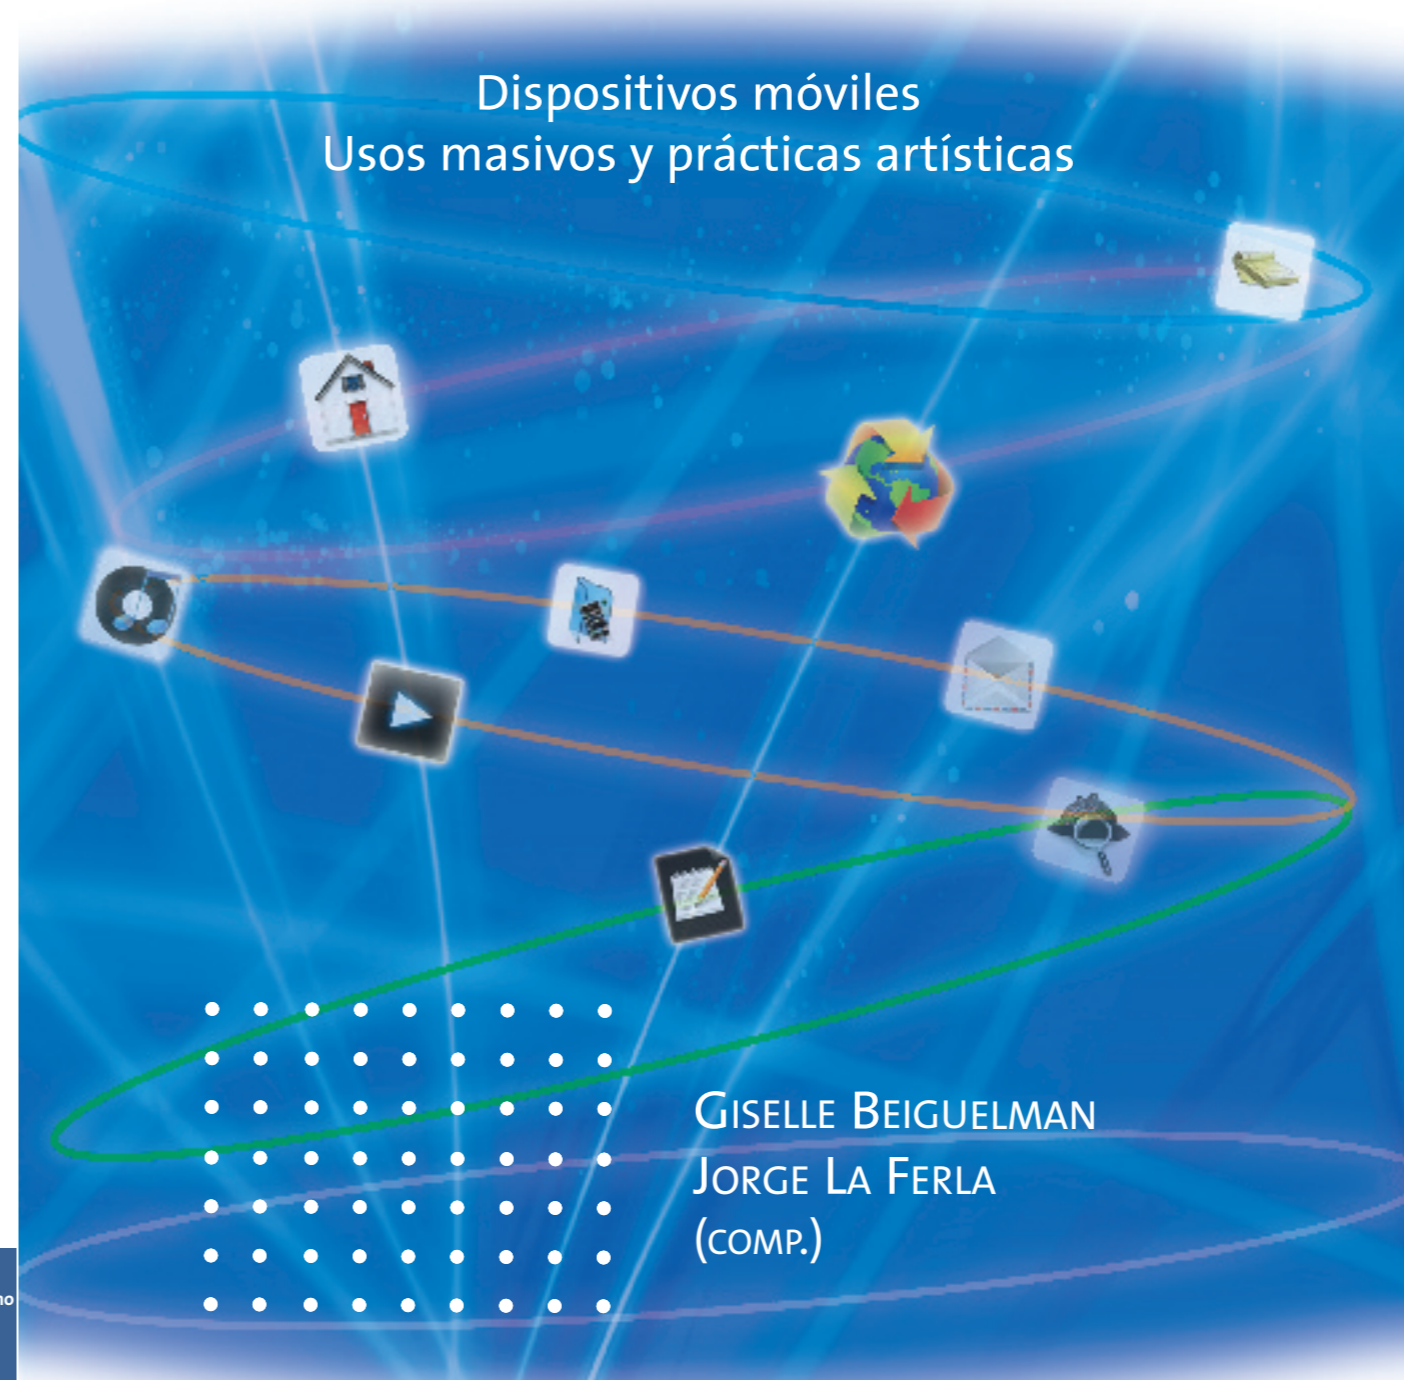 Dispositivos móviles
Usos masivos y prácticas artísticas
GISELLE BEIGUELMAN
JORGE LA FERLA
(COMP.)